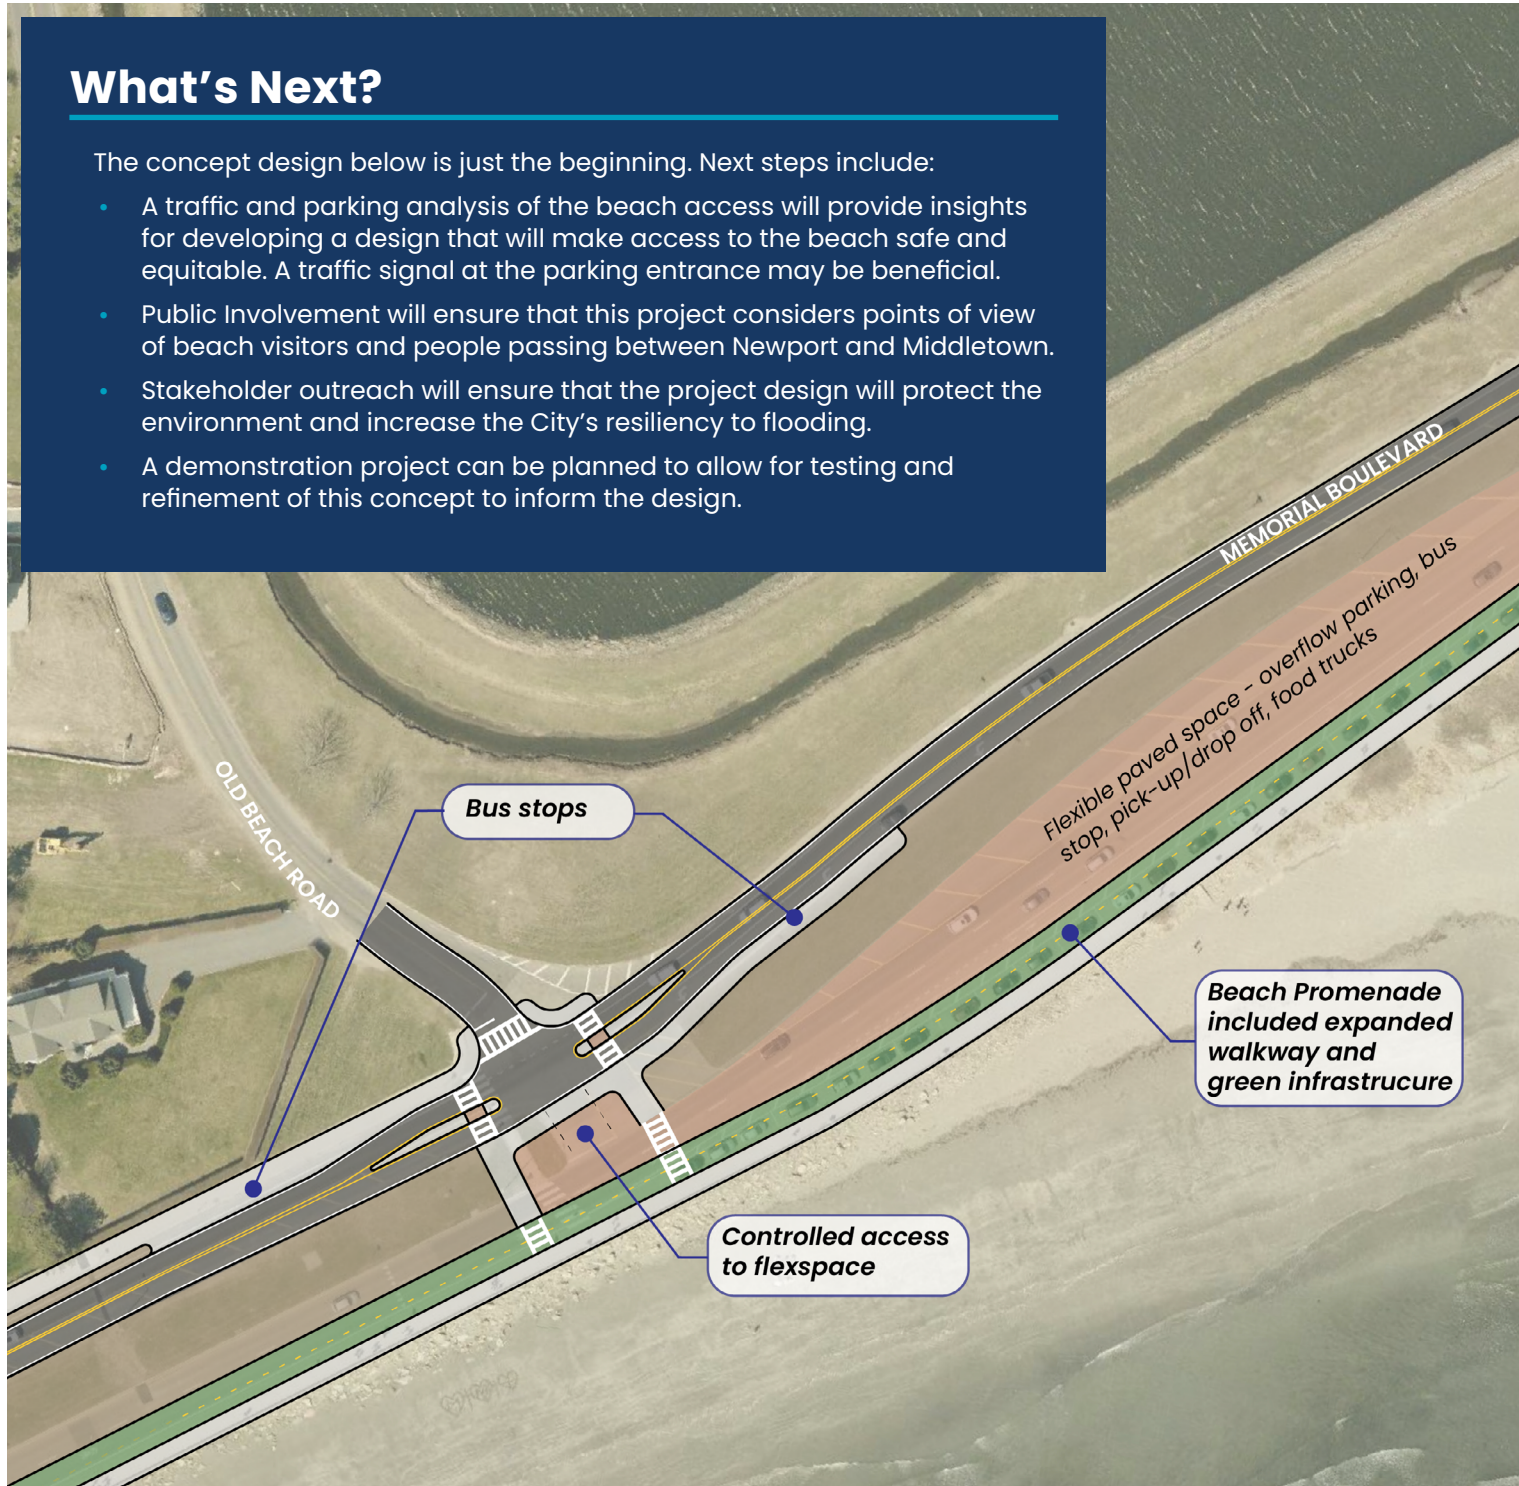 What's Next?
The concept design below is just the beginning. Next steps include:
• A traffic and parking analysis of the beach access will provide insights
for developing a design that will make access to the beach safe and
equitable. A traffic signal at the parking entrance may be beneficial.
• Public Involvement will ensure that this project considers points of view
of beach visitors and people passing between Newport and Middletown.
• Stakeholder outreach will ensure that the project design will protect the
environment and increase the City's resiliency to flooding.
• A demonstration project can be planned to allow for testing and
refinement of this concept to inform the design.
MEMORIAL BOULEVARD
Flexible paved space - overflow parking, bus
stop, pick-up/drop off, food trucks
OLD BEACH ROAD
Bus stops
Beach Promenade
included expanded
walkway and
green infrastrucure
Controlled access
to flexspace